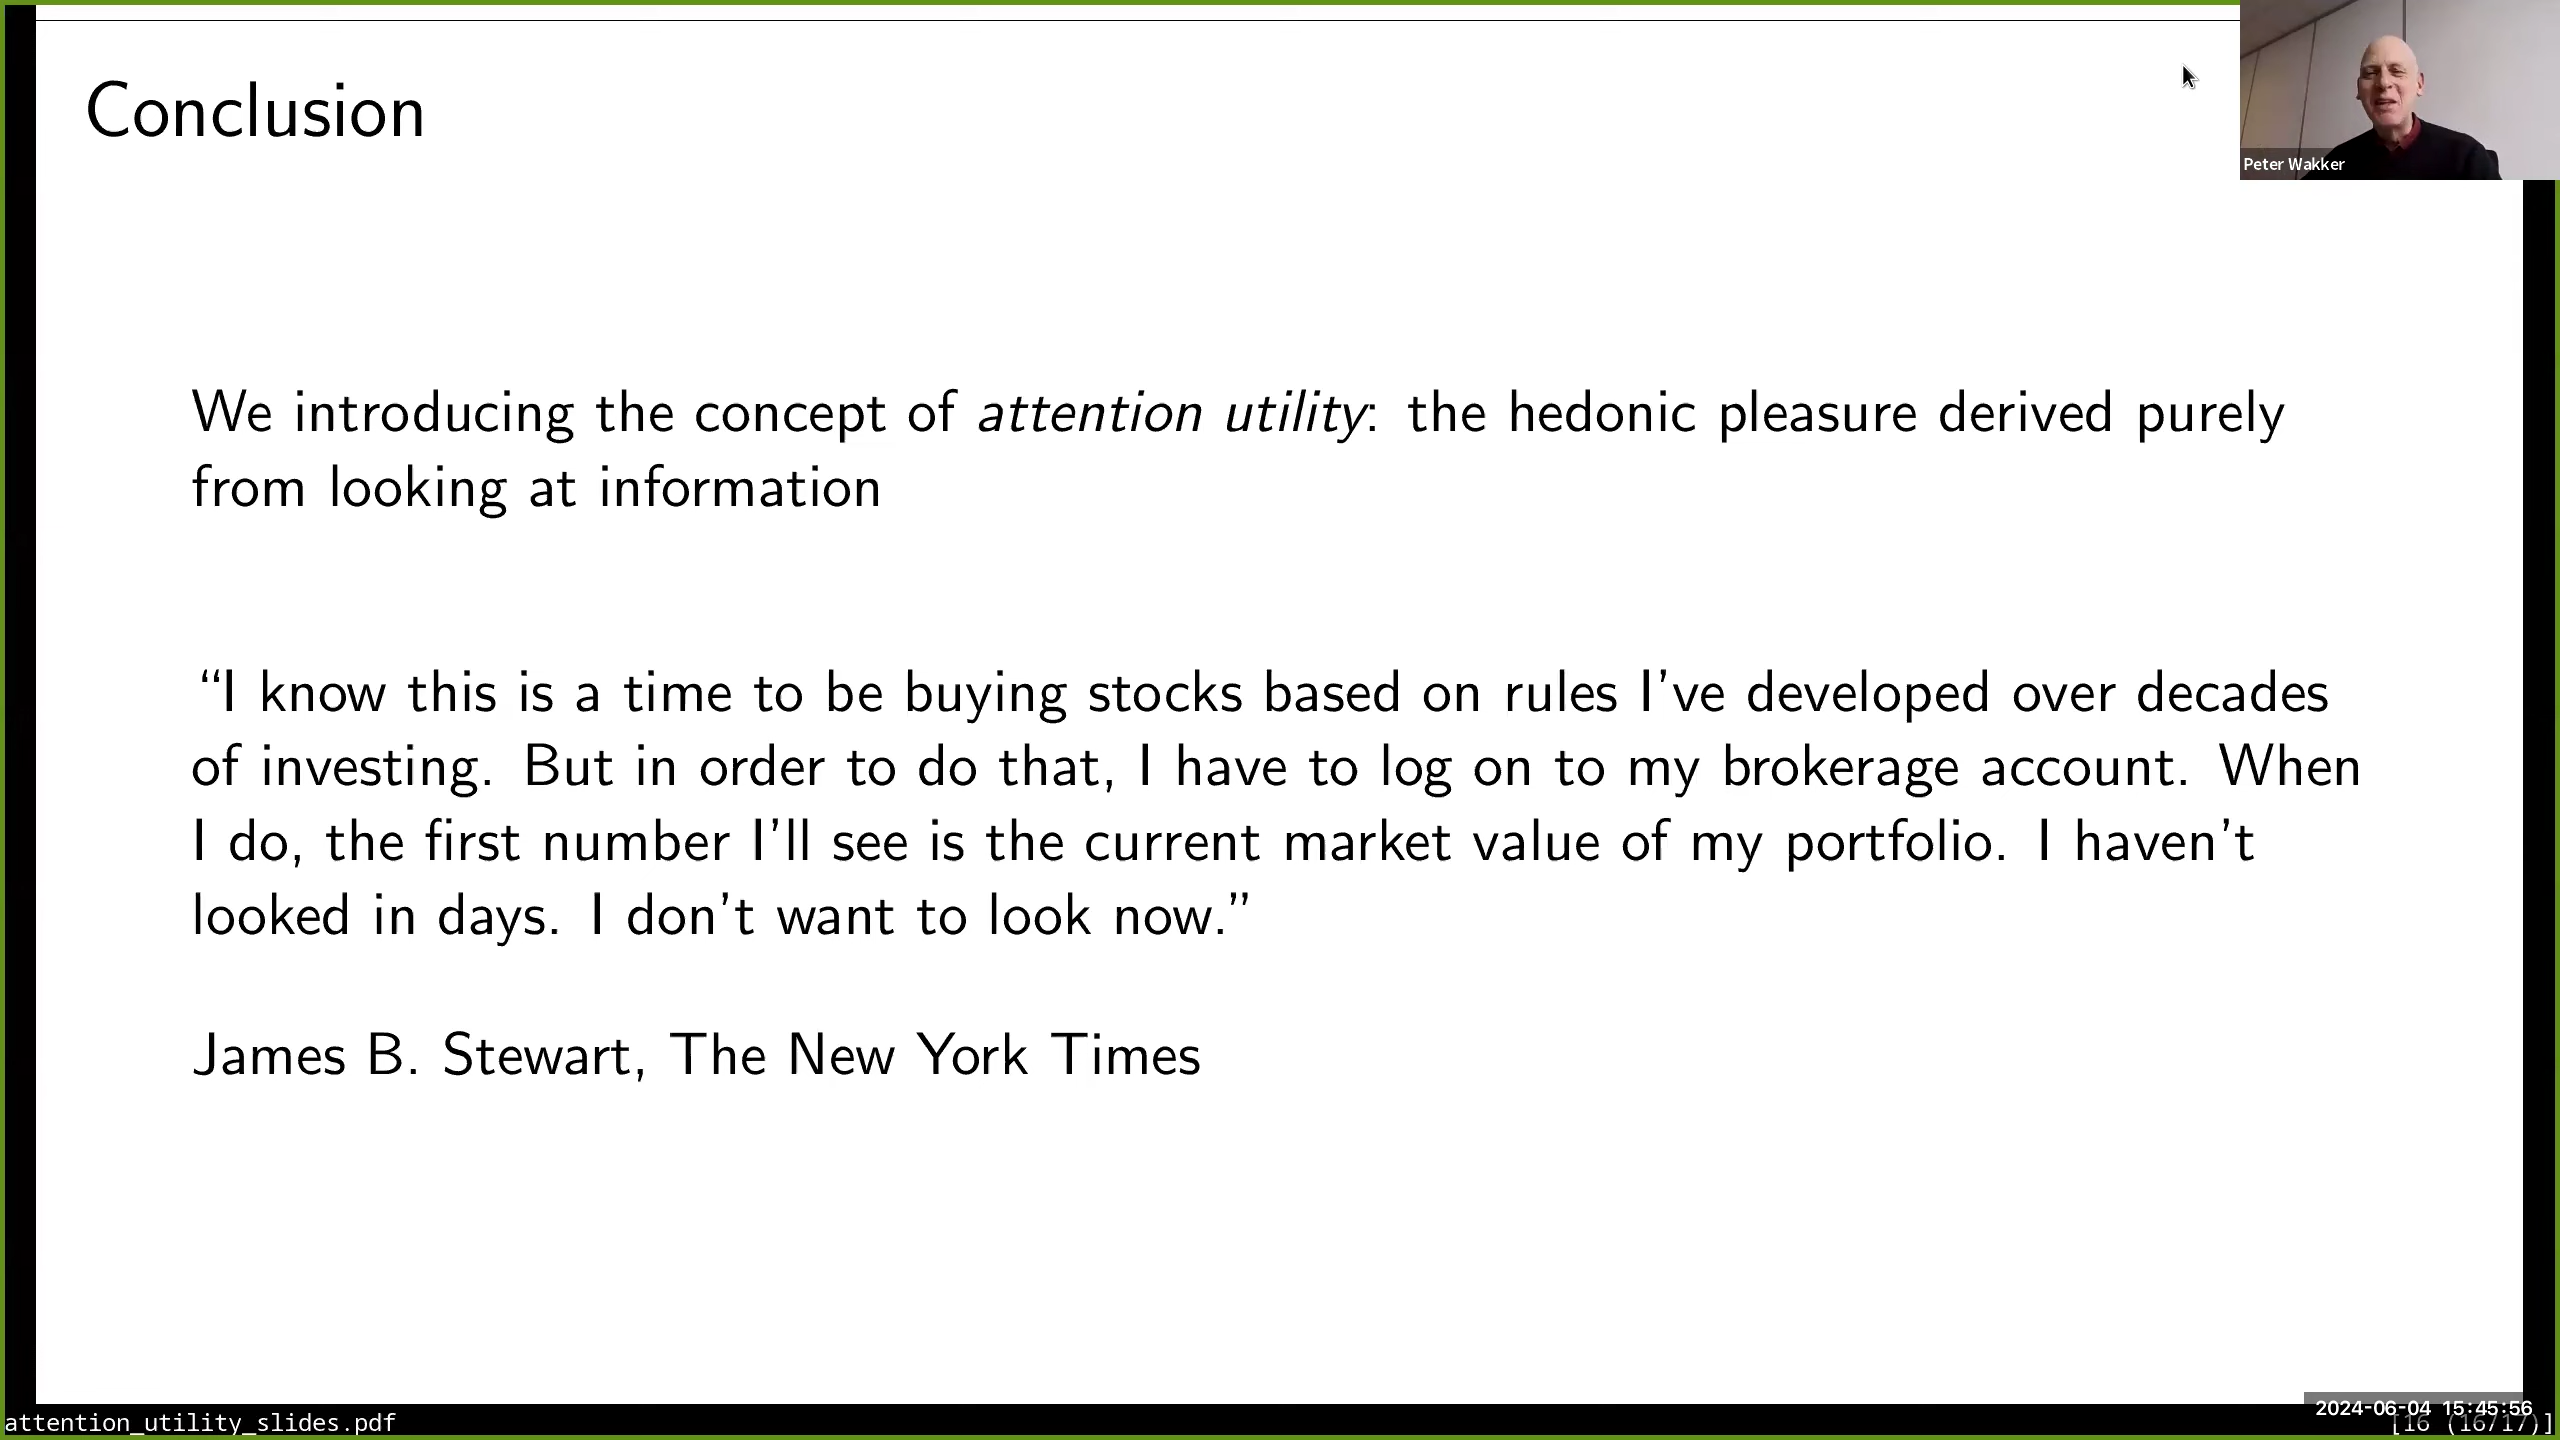 Conclusion
Peter Wakker
We introducing the concept of attention utility: the hedonic pleasure derived purely
from looking at information
“I know this is a time to be buying stocks based on rules I’ve developed over decades
of investing. But in order to do that, I have to log on to my brokerage account. When
I do, the first number I’ll see is the current market value of my portfolio. I haven’t
looked in days. I don’t want to look now.”
James B. Stewart, The New York Times
2024-06-04 15:45:56
attention_utility_slides.pdf
[16 (16/17)]